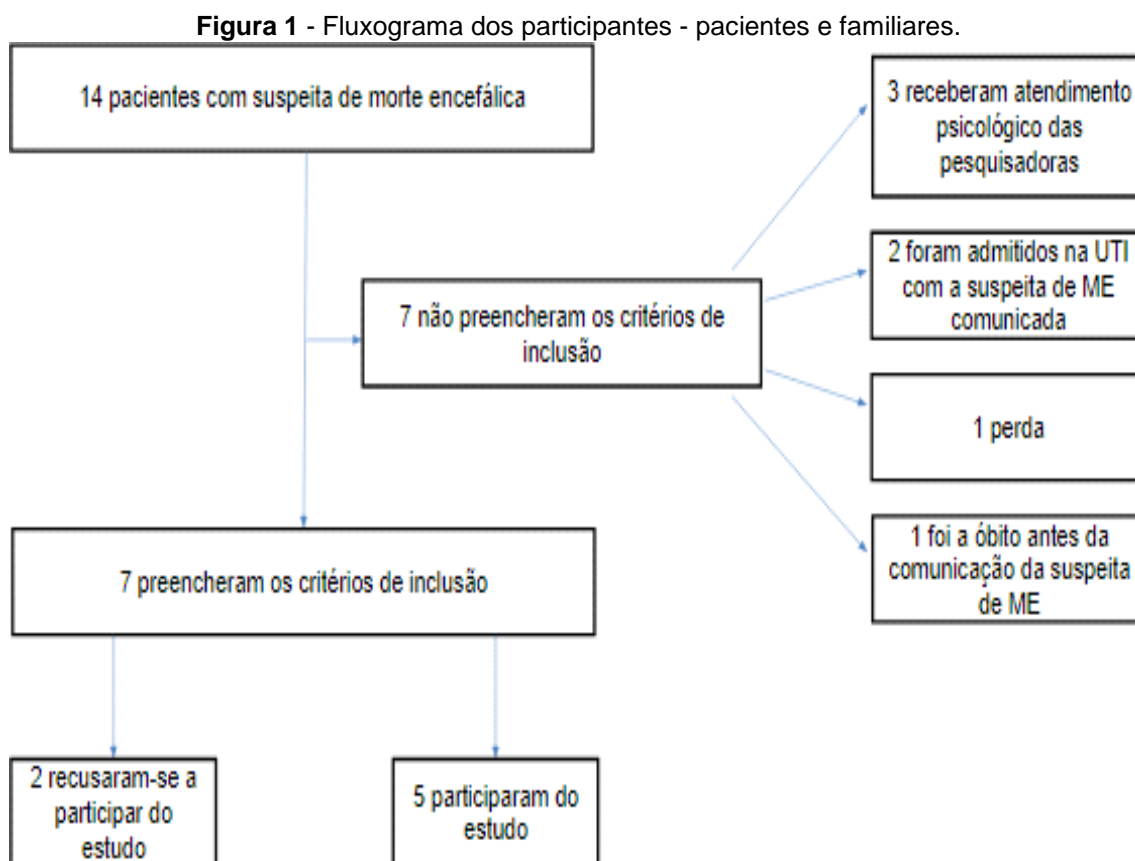 Figura 1 - Fluxograma dos participantes - pacientes e familiares.
14 pacientes com suspeita de morte encefálica
3 receberam atendimento
psicológico das
pesquisadoras
2 foram admitidos na UTI
com a suspeita de ME
comunicada
7 não preencheram os critérios de
inclusão
1 perda
1 foi a óbito antes da
comunicação da suspeita
de ME
7 preencheram os critérios de inclusão
2 recusaram-se a
participar do
estudo
5 participaram do
estudo